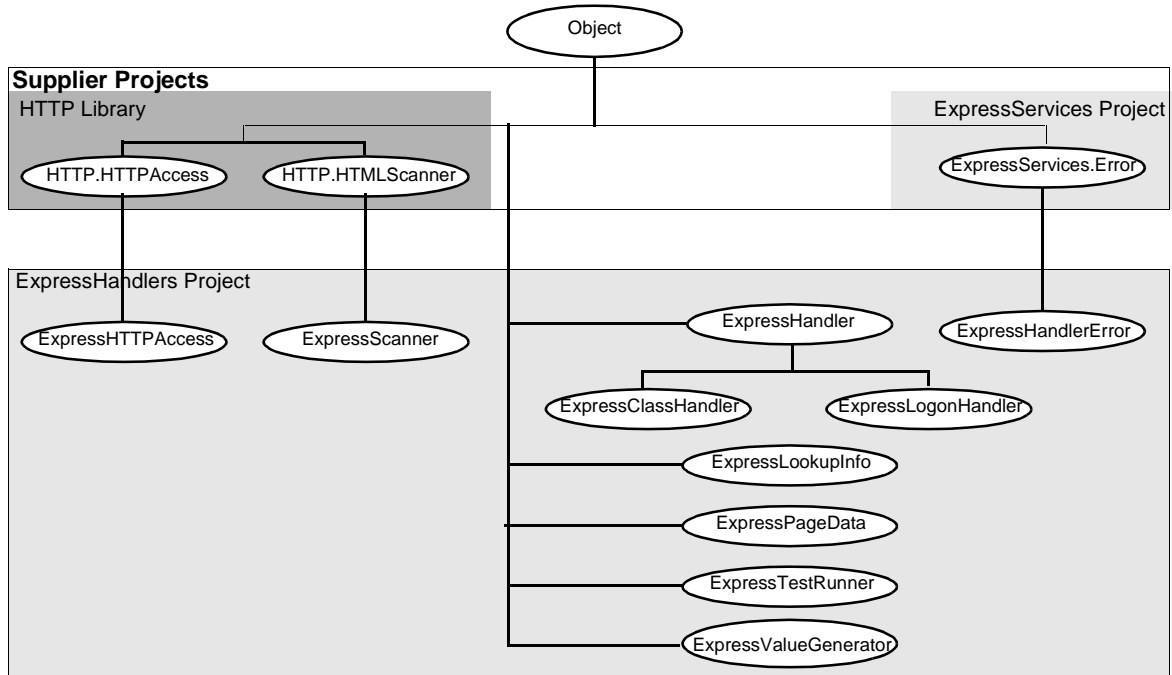 Object
Supplier Projects
HTTP Library
ExpressServices Project
HTTP.HTTPAccess
HTTP.HTMLScanner
ExpressServices.Error
ExpressHandlers Project
ExpressHTTPAccess
ExpressScanner
ExpressHandler
ExpressHandlerError
ExpressClassHandler
ExpressLogonHandler
ExpressLookupInfo
ExpressPageData
ExpressTestRunner
ExpressValueGenerator